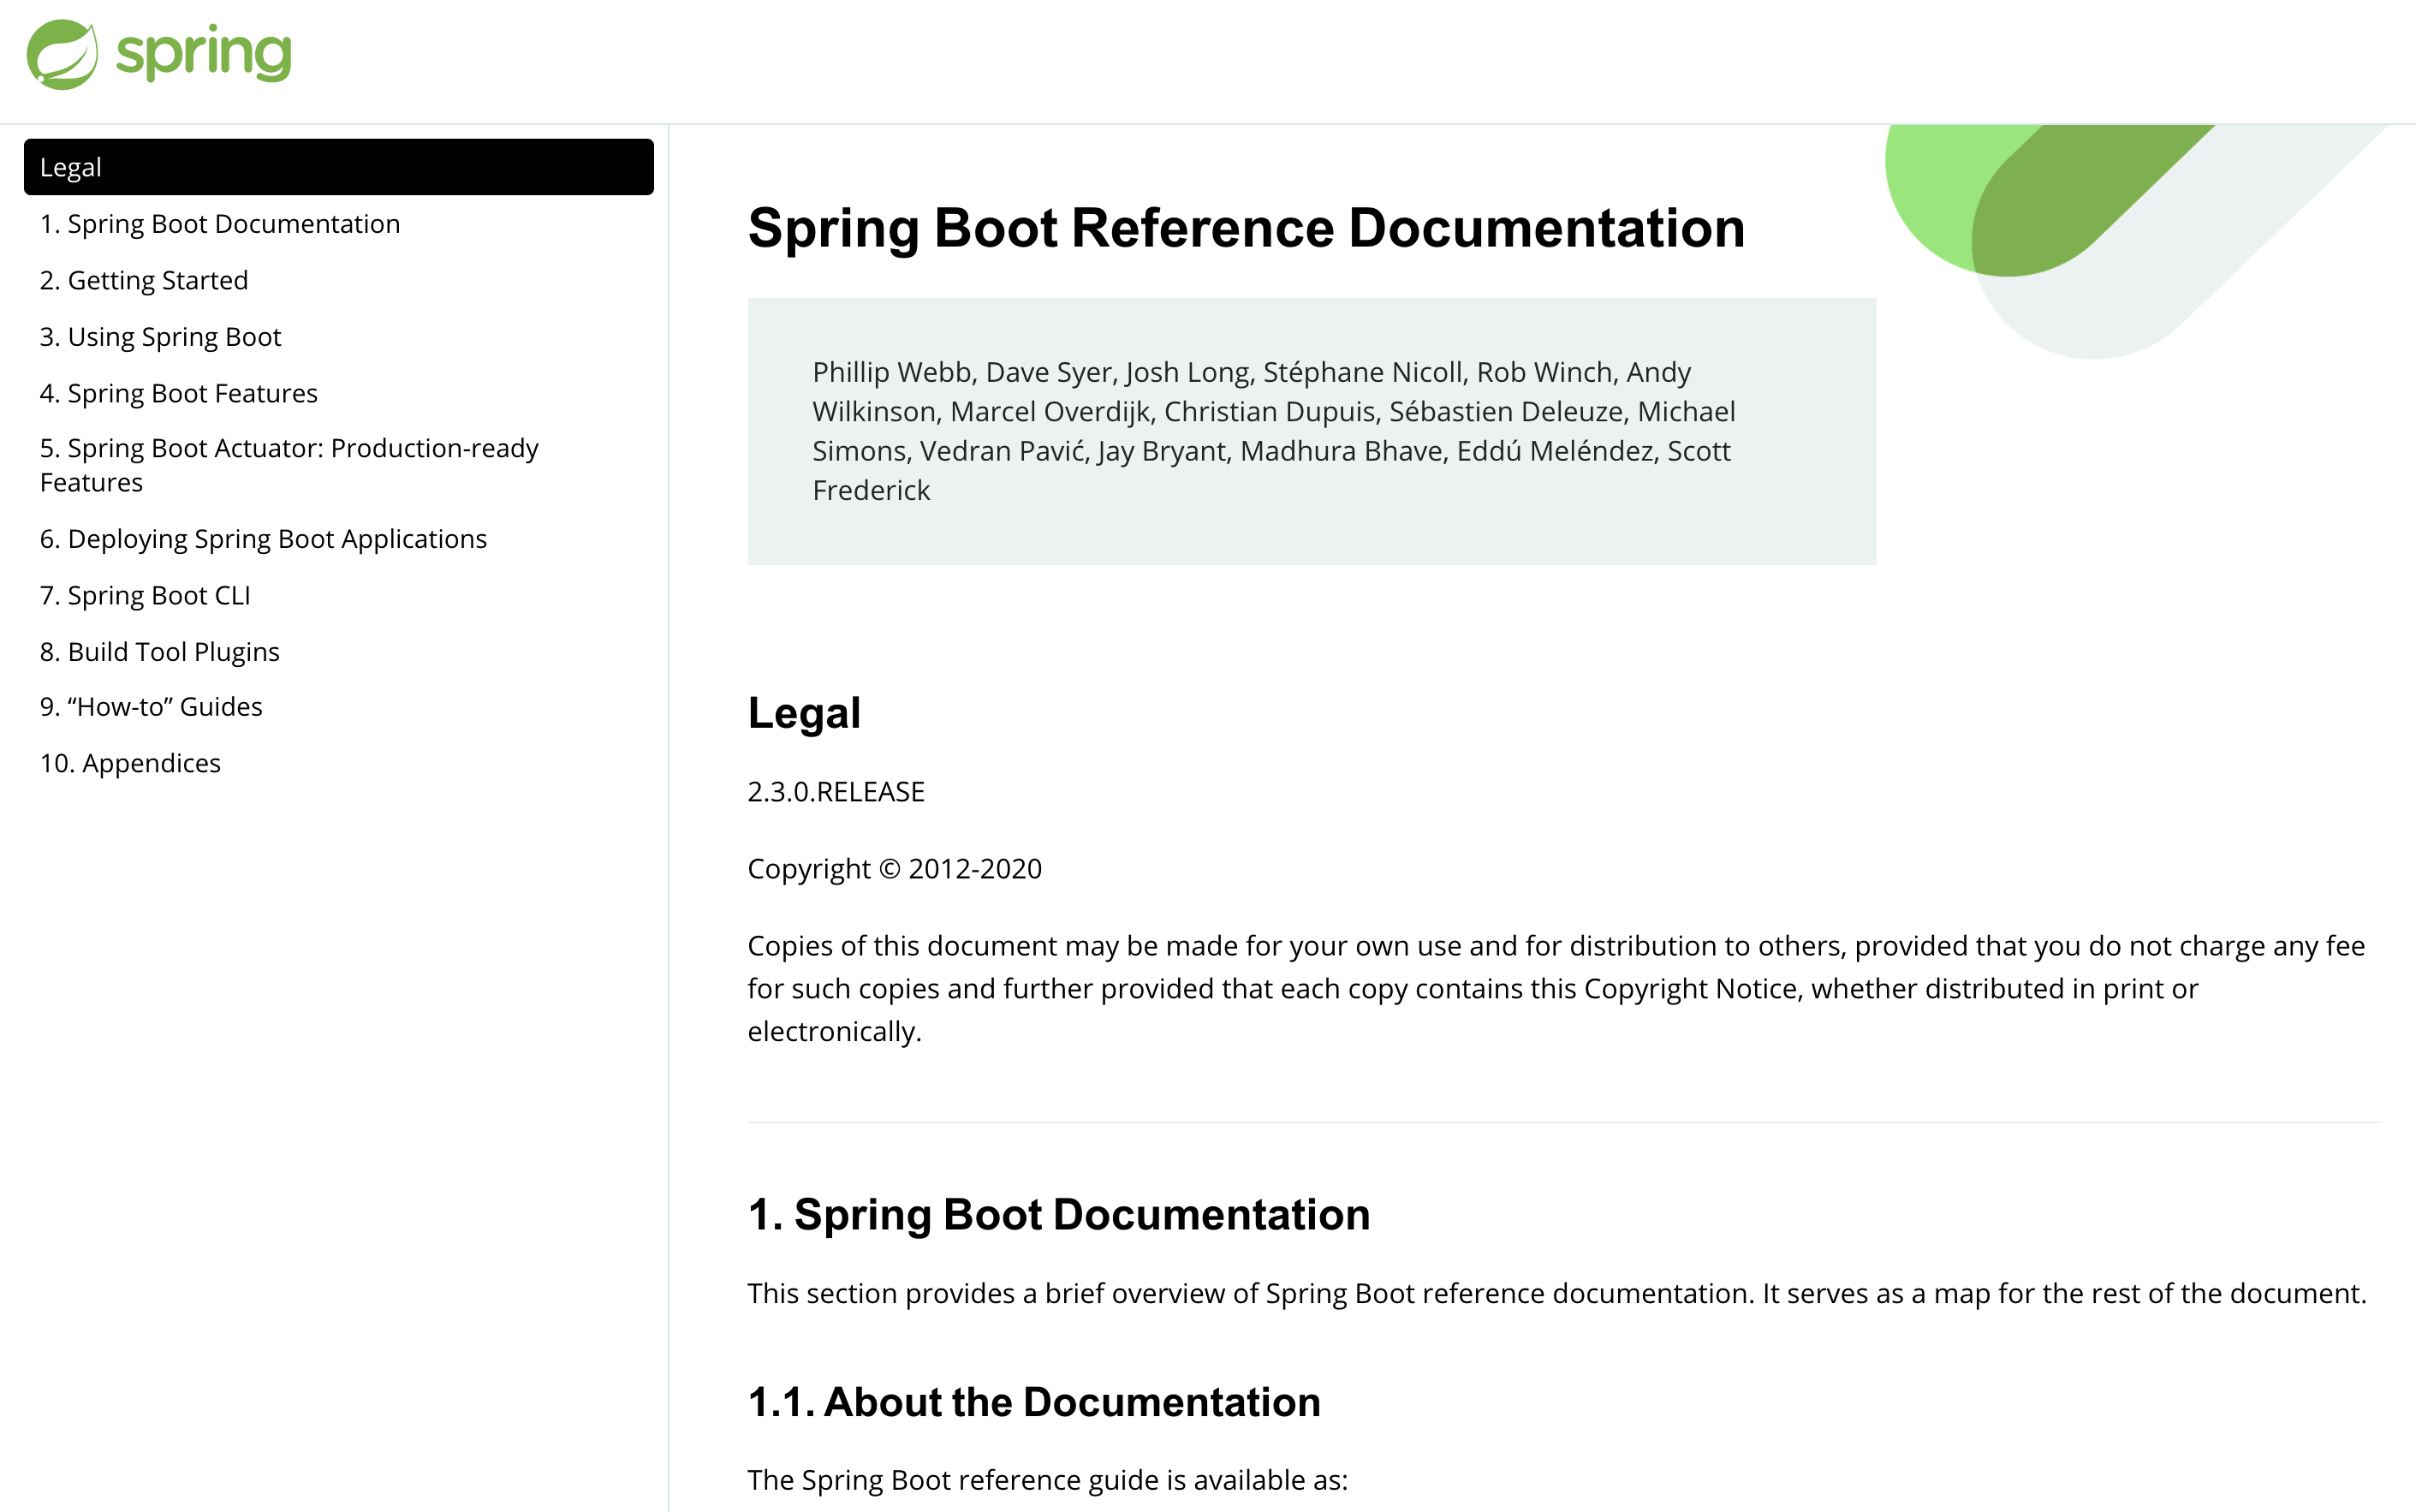 spring
Legal
1. Spring Boot Documentation
2. Getting Started
3. Using Spring Boot
4. Spring Boot Features
5. Spring Boot Actuator: Production-ready
Features
6. Deploying Spring Boot Applications
7. Spring Boot CLI
8. Build Tool Plugins
9. “How-to” Guides
10. Appendices
Spring Boot Reference Documentation
Phillip Webb, Dave Syer, Josh Long, Stéphane Nicoll, Rob Winch, Andy
Wilkinson, Marcel Overdijk, Christian Dupuis, Sébastien Deleuze, Michael
Simons, Vedran Pavić, Jay Bryant, Madhura Bhave, Eddú Meléndez, Scott
Frederick
Legal
2.3.0.RELEASE
Copyright © 2012-2020
Copies of this document may be made for your own use and for distribution to others, provided that you do not charge any fee
for such copies and further provided that each copy contains this Copyright Notice, whether distributed in print or
electronically.
1. Spring Boot Documentation
This section provides a brief overview of Spring Boot reference documentation. It serves as a map for the rest of the document.
1.1. About the Documentation
The Spring Boot reference guide is available as: